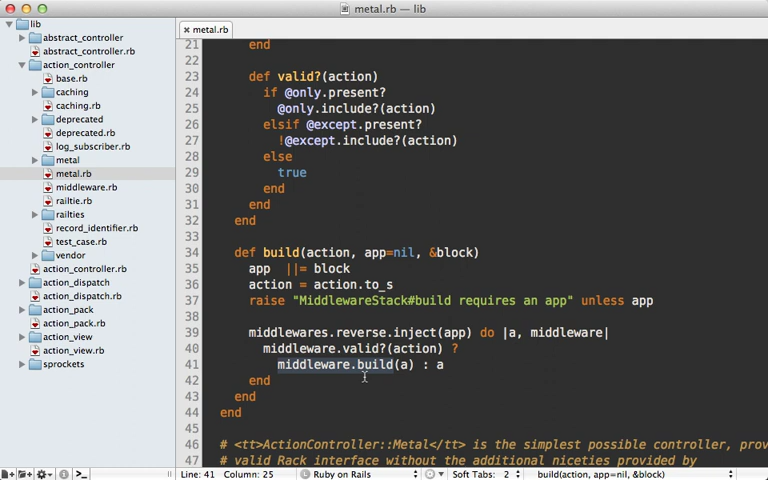 metal.rb — lib
lib
abstract_controller
abstract_controller.rb
action_controller
base.rb
caching
caching.rb
deprecated
deprecated.rb
log_subscriber.rb
metal
metal.rb
middleware.rb
railtie.rb
railties
record_identifier.rb
test_case.rb
vendor
action_controller.rb
action_dispatch
action_dispatch.rb
action_pack
action_pack.rb
action_view
action_view.rb
sprockets
metal.rb
21 end
22
23 def valid?(action)
24 if @only.present?
25 @only.include?(action)
26 elsif @except.present?
27 !@except.include?(action)
28 else
29 true
30 end
31 end
32 end
33
34 def build(action, app=nil, &block)
35 app ||= block
36 action = action.to_s
37 raise "MiddlewareStack#build requires an app" unless app
38
39 middlewares.reverse.inject(app) do |a, middleware|
40 middleware.valid?(action) ?
41 middleware.build(a) : a
42 end
43 end
44 end
45
46 # <tt>ActionController::Metal</tt> is the simplest possible controller, prov
47 # valid Rack interface without the additional niceties provided by
Line: 41 Column: 25 Ruby on Rails Soft Tabs: 2 build(action, app=nil, &block)